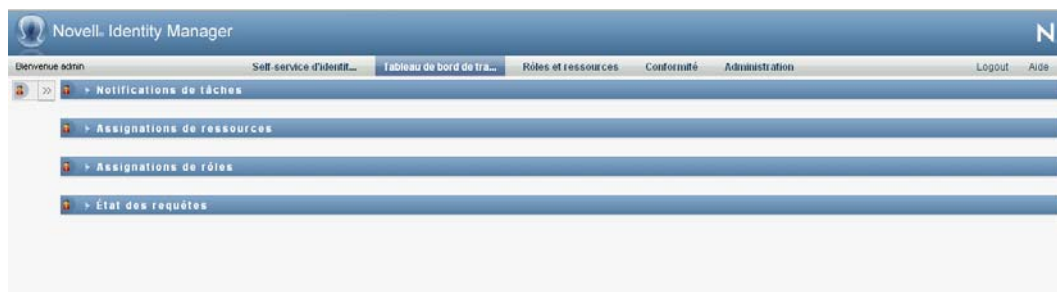 Novell® Identity Manager
N
Bienvenue admin Self-service d'identit... Tableau de bord de tra... Rôles et ressources Conformité Administration Logout Aide
Notifications de tâches
Assignations de ressources
Assignations de rôles
État des requêtes